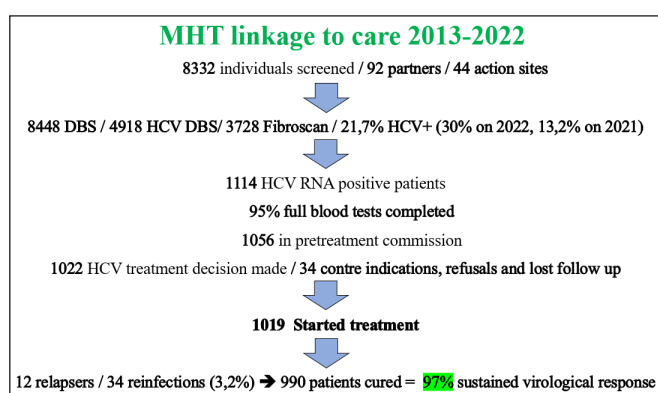 MHT linkage to care 2013-2022
8332 individuals screened / 92 partners / 44 action sites
8448 DBS / 4918 HCV DBS/ 3728 Fibroscan / 21,7% HCV+ (30% on 2022, 13,2% on 2021)
1114 HCV RNA positive patients
95% full blood tests completed
1056 in pretreatment commission
1022 HCV treatment decision made / 34 contre indications, refusals and lost follow up
1019 Started treatment
12 relapsers / 34 reinfections (3,2%) ➔ 990 patients cured = 97% sustained virological response